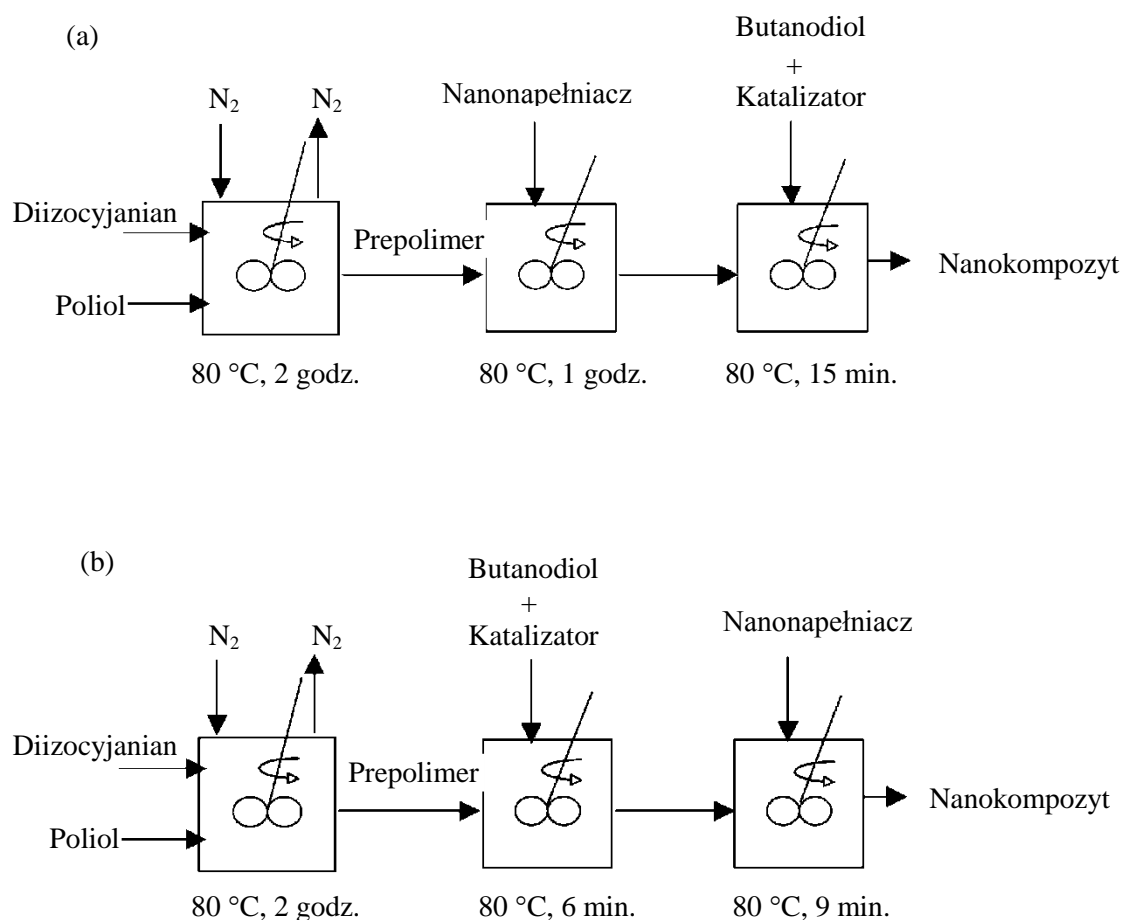 (a)
Butanodiol
+
Katalizator
N₂
N₂
Nanonapełniacz
Diizocyjanian
Poliol
Prepolimer
Nanokompozyt
80 °C, 2 godz.
80 °C, 1 godz.
80 °C, 15 min.
(b)
Butanodiol
+
Katalizator
N₂
N₂
Nanonapełniacz
Diizocyjanian
Poliol
Prepolimer
Nanokompozyt
80 °C, 2 godz.
80 °C, 6 min.
80 °C, 9 min.